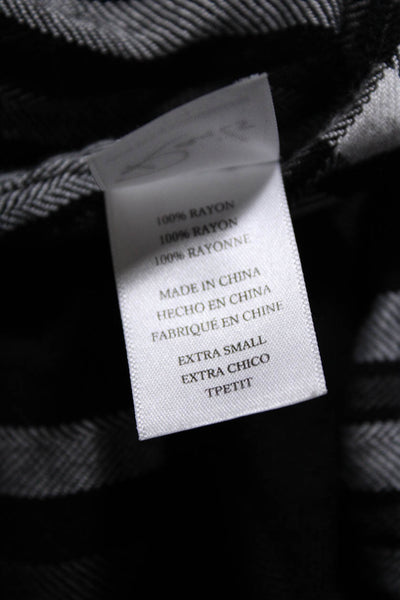 100% RAYON
100% RAYON
100% RAYONNE
MADE IN CHINA
HECHO EN CHINA
FABRIQUÉ EN CHINE
EXTRA SMALL
EXTRA CHICO
TPETIT